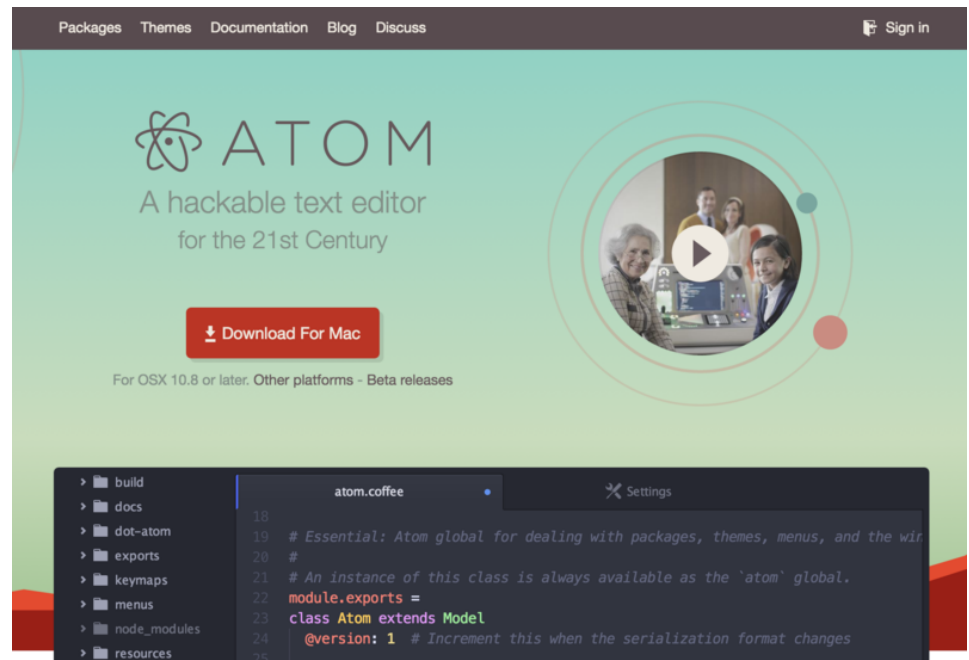 Packages Themes Documentation Blog Discuss Sign in
ATOM
A hackable text editor
for the 21st Century
Download For Mac
For OSX 10.8 or later. Other platforms - Beta releases
build
docs
dot-atom
exports
keymaps
menus
node_modules
resources
atom.coffee Settings
18
19 # Essential: Atom global for dealing with packages, themes, menus, and the win
20 #
21 # An instance of this class is always available as the `atom` global.
22 module.exports =
23 class Atom extends Model
24 @version: 1 # Increment this when the serialization format changes
25